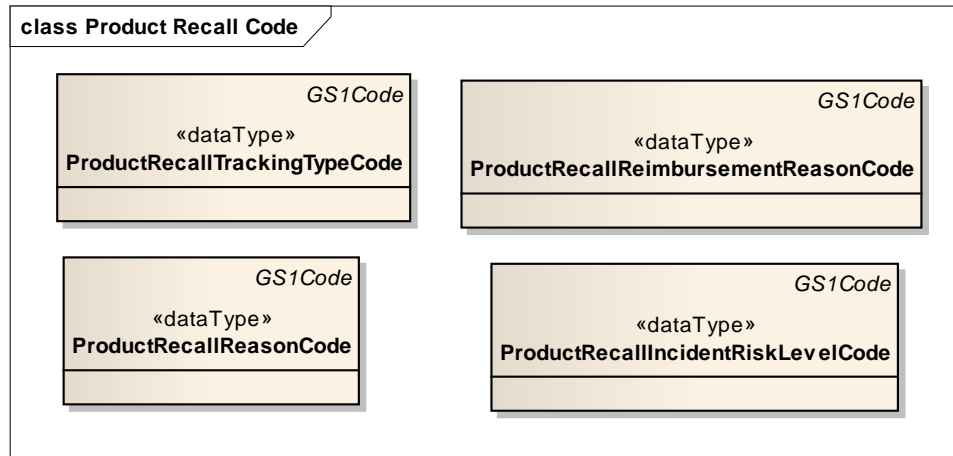 class Product Recall Code
GS1Code
«dataType»
ProductRecallTrackingTypeCode
GS1Code
«dataType»
ProductRecallReimbursementReasonCode
GS1Code
«dataType»
ProductRecallReasonCode
GS1Code
«dataType»
ProductRecallIncidentRiskLevelCode